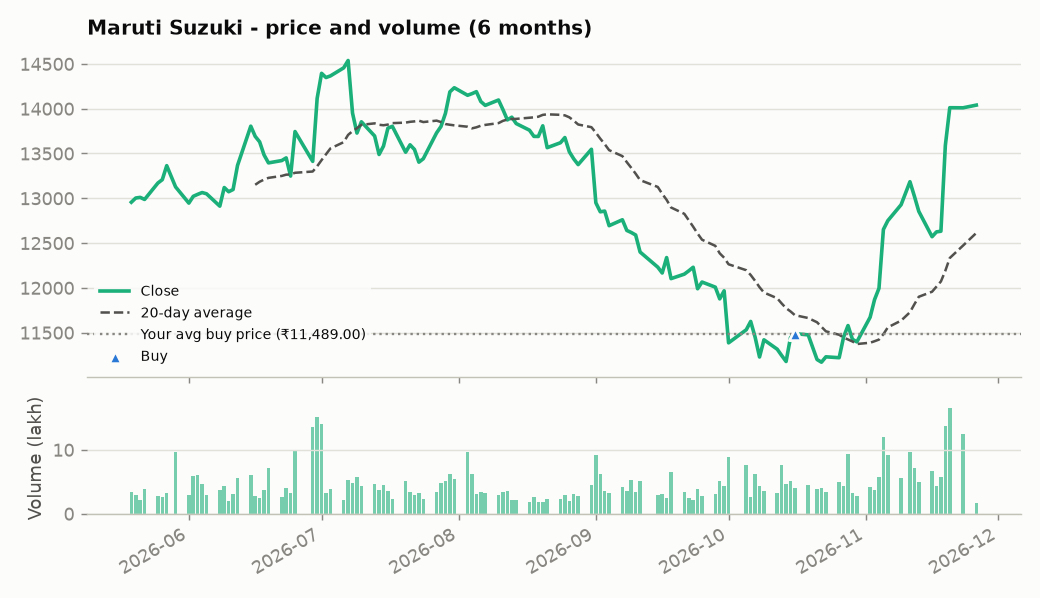 Maruti Suzuki - price and volume (6 months)
14500
14000
13500
13000
12500
12000
11500
Close
20-day average
Your avg buy price (₹11,489.00)
Buy
Volume (lakh)
10
0
2026-06
2026-07
2026-08
2026-09
2026-10
2026-11
2026-12